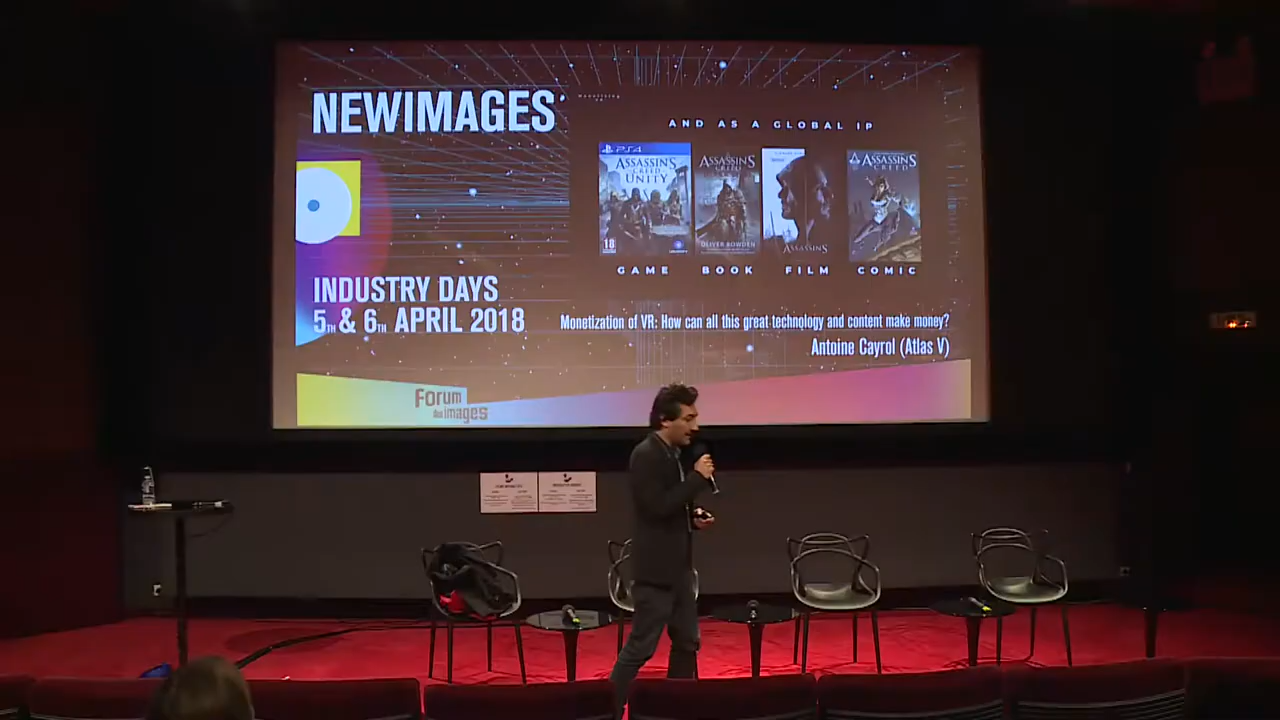 NEWIMAGES
INDUSTRY DAYS
5TH & 6TH APRIL 2018
Forum
des images
AND AS A GLOBAL IP
PS4
ASSASSIN'S
CREED
UNITY
18
ASSASSIN'S
CREED
OLIVER BOWDEN
ASSASSIN'S
ASSASSIN'S
CREED
GAME BOOK FILM COMIC
Monetization of VR: How can all this great technology and content make money?
Antoine Cayrol (Atlas V)